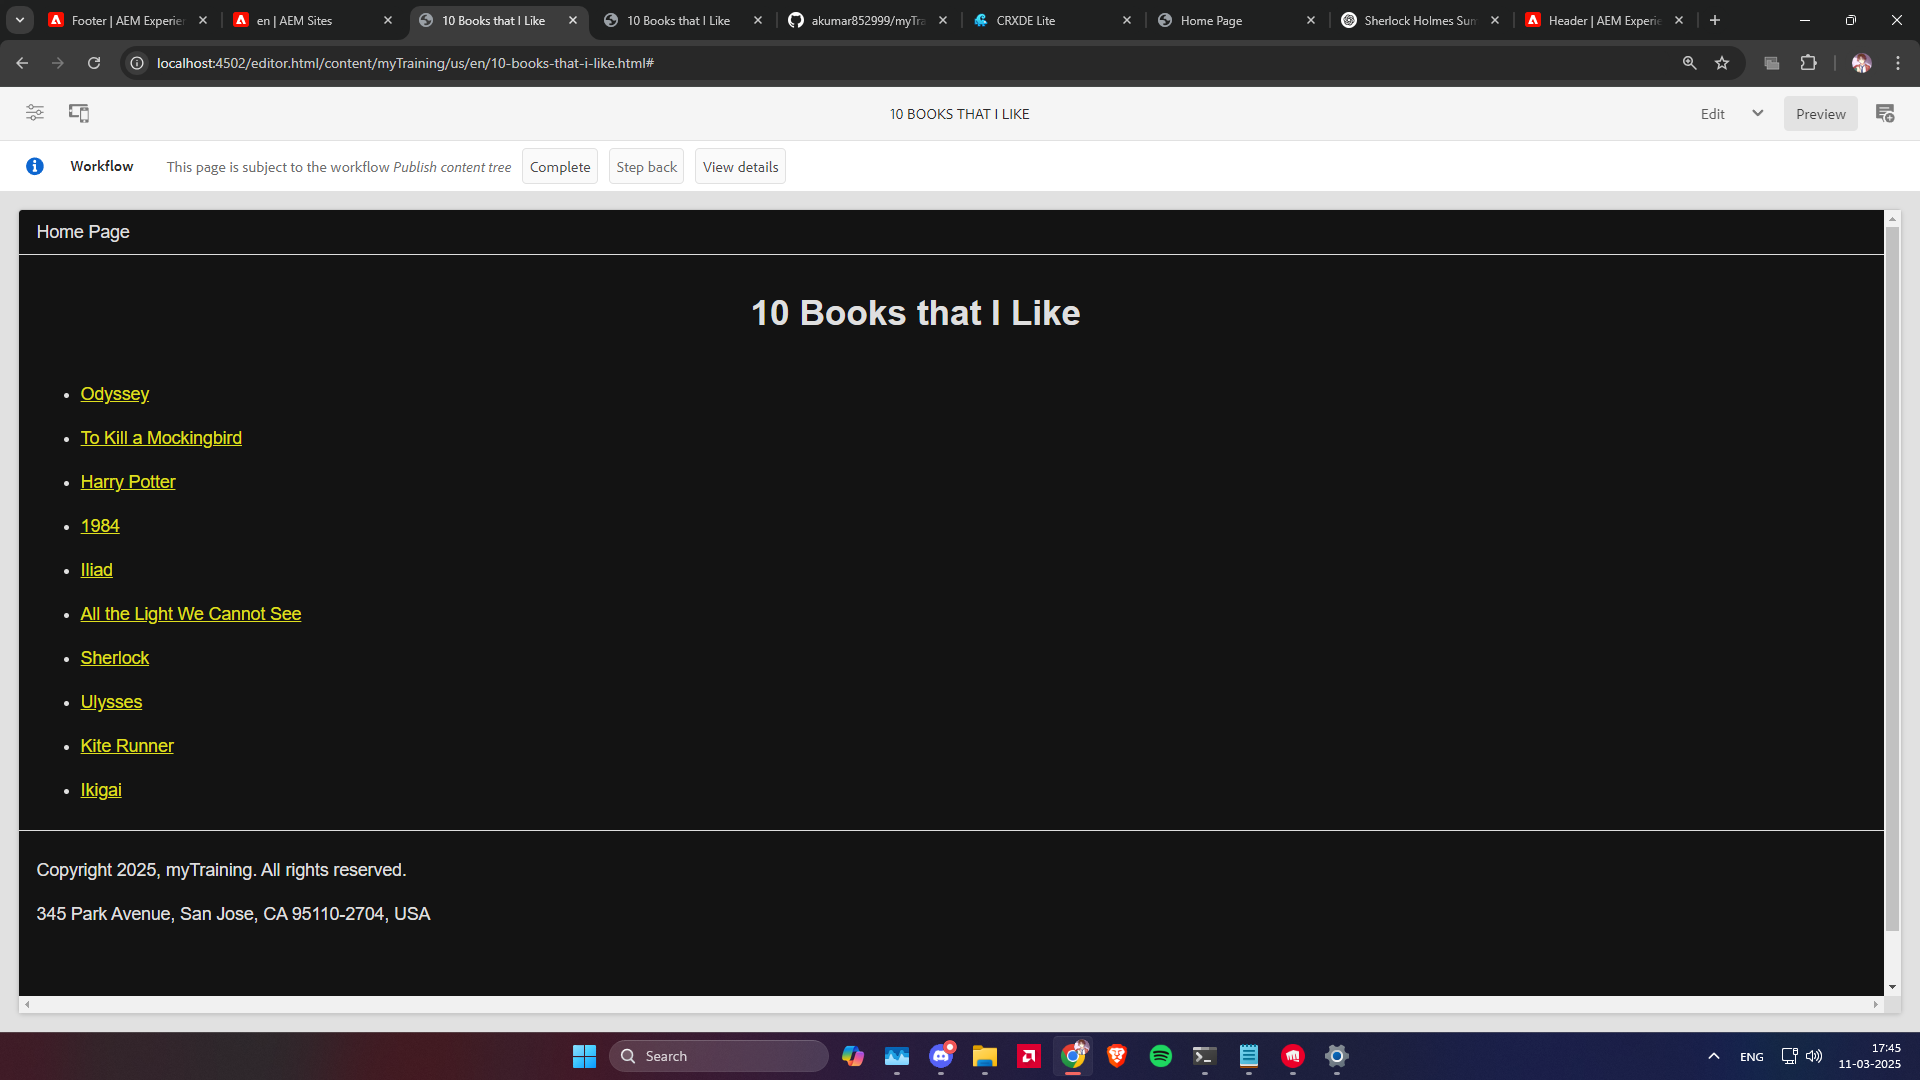 Footer | AEM Experien
en | AEM Sites
10 Books that I Like
10 Books that I Like
akumar852999/myTra
CRXDE Lite
Home Page
Sherlock Holmes Sum
Header | AEM Experie
localhost:4502/editor.html/content/myTraining/us/en/10-books-that-i-like.html#
10 BOOKS THAT I LIKE
Edit
Preview
Workflow
This page is subject to the workflow Publish content tree
Complete
Step back
View details
Home Page
10 Books that I Like
• Odyssey
• To Kill a Mockingbird
• Harry Potter
• 1984
• Iliad
• All the Light We Cannot See
• Sherlock
• Ulysses
• Kite Runner
• Ikigai
Copyright 2025, myTraining. All rights reserved.
345 Park Avenue, San Jose, CA 95110-2704, USA
Search
ENG
17:45
11-03-2025